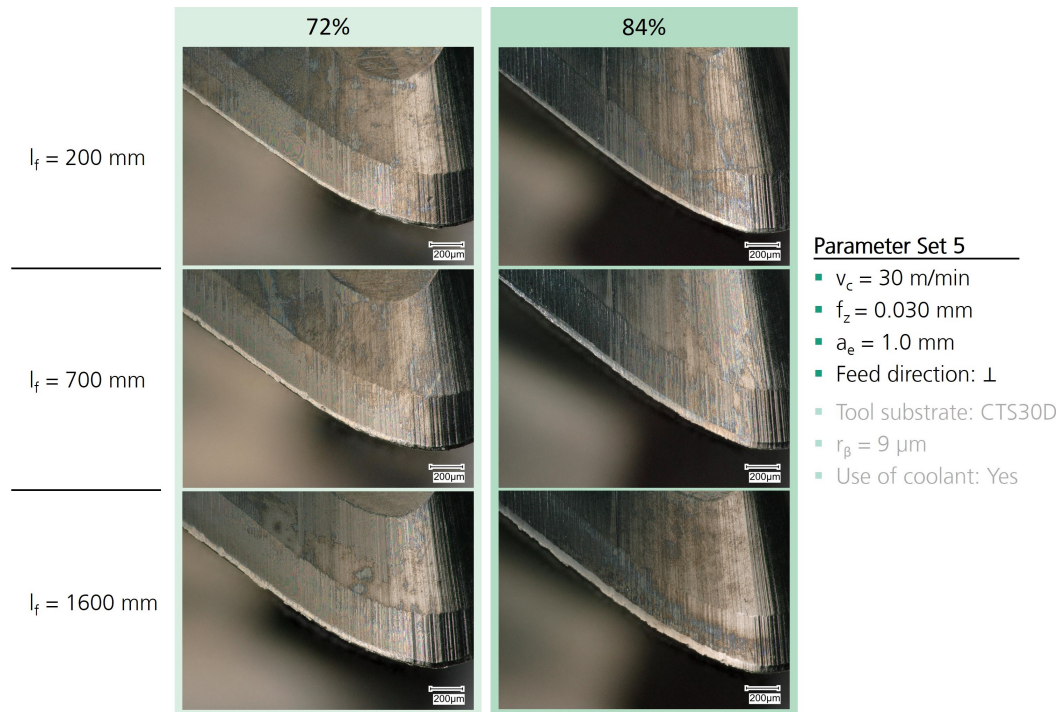 72%
84%
l_f = 200 mm
200µm
200µm
l_f = 700 mm
200µm
200µm
l_f = 1600 mm
200µm
200µm
Parameter Set 5
▪ v_c = 30 m/min
▪ f_z = 0.030 mm
▪ a_e = 1.0 mm
▪ Feed direction: ⊥
▪ Tool substrate: CTS30D
▪ r_β = 9 µm
▪ Use of coolant: Yes